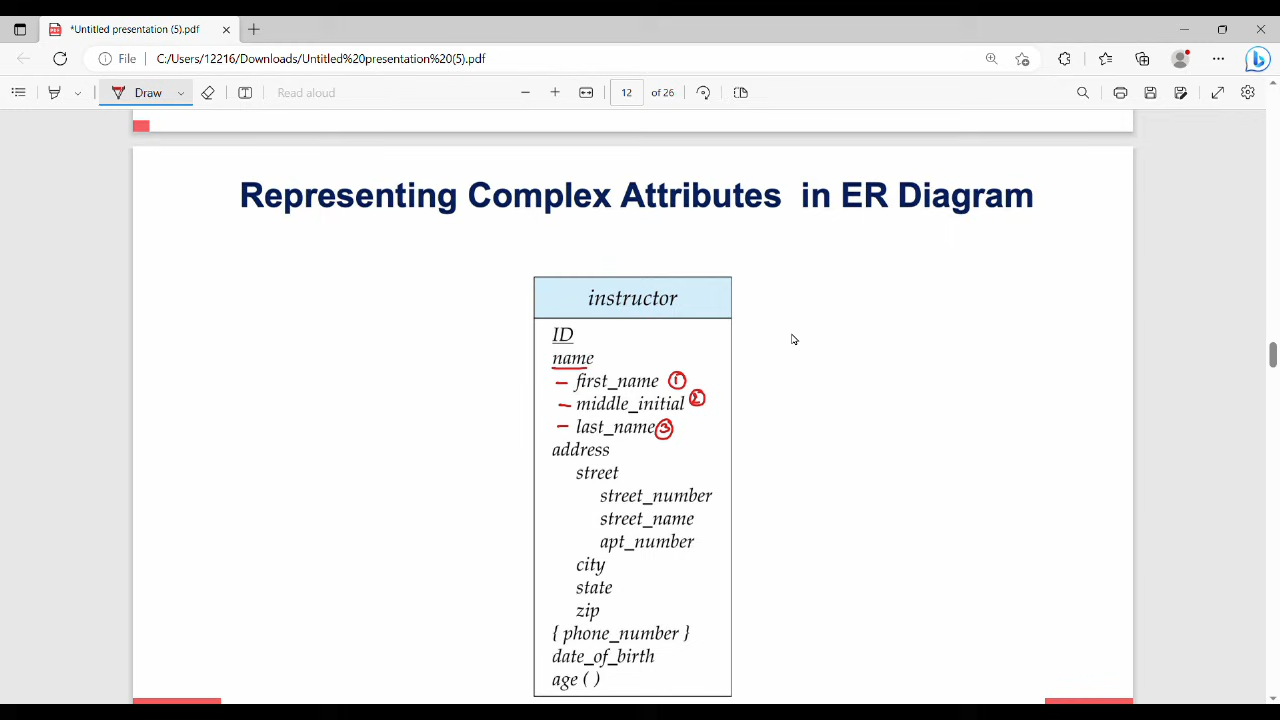 *Untitled presentation (5).pdf
File
C:/Users/12216/Downloads/Untitled%20presentation%20(5).pdf
Draw
Read aloud
12
of 26
Representing Complex Attributes in ER Diagram
instructor
ID
name
first_name 1
middle_initial 2
last_name 3
address
street
street_number
street_name
apt_number
city
state
zip
{ phone_number }
date_of_birth
age ( )